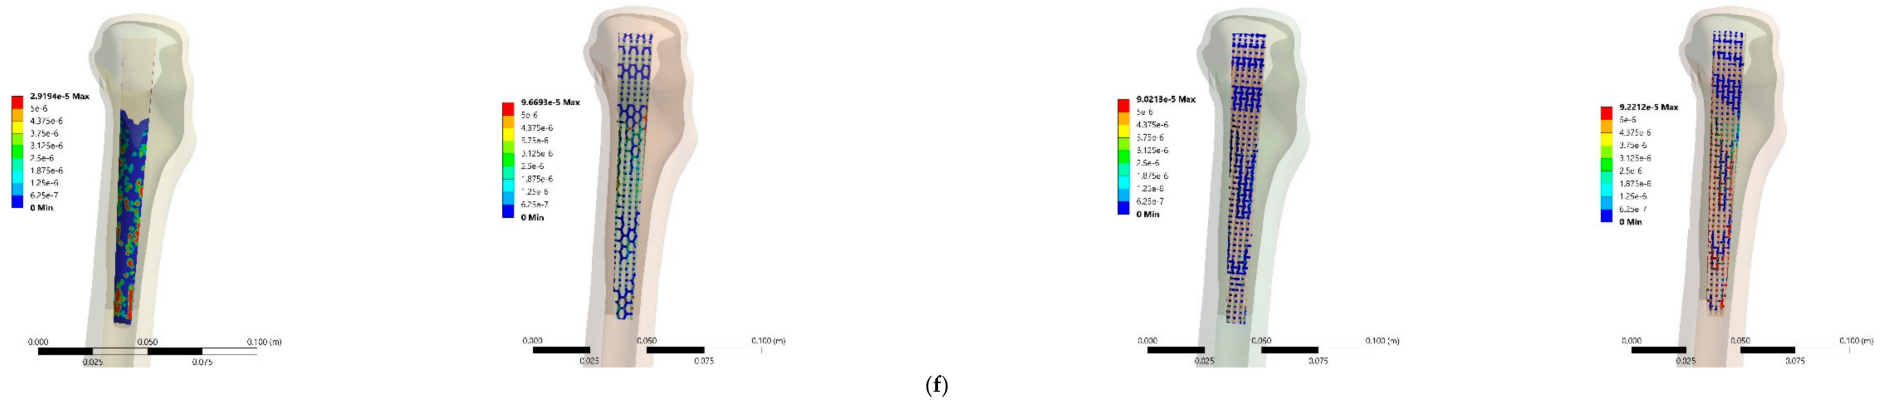 2.9194e-5 Max
5e-6
4.375e-6
3.75e-6
3.125e-6
2.5e-6
1.875e-6
1.25e-6
6.25e-7
0 Min
0.000
0.050
0.100 (m)
0.025
0.075
9.6693e-5 Max
5e-6
4.375e-6
3.75e-6
3.125e-6
2.5e-6
1.875e-6
1.25e-6
6.25e-7
0 Min
0.000
0.050
0.100 (m)
0.025
0.075
9.0213e-5 Max
5e-6
4.375e-6
3.75e-6
3.125e-6
2.5e-6
1.875e-6
1.25e-6
6.25e-7
0 Min
0.000
0.050
0.100 (m)
0.025
0.075
9.2212e-5 Max
5e-6
4.375e-6
3.75e-6
3.125e-6
2.5e-6
1.875e-6
1.25e-6
6.25e-7
0 Min
0.000
0.050
0.100 (m)
0.025
0.075
(f)